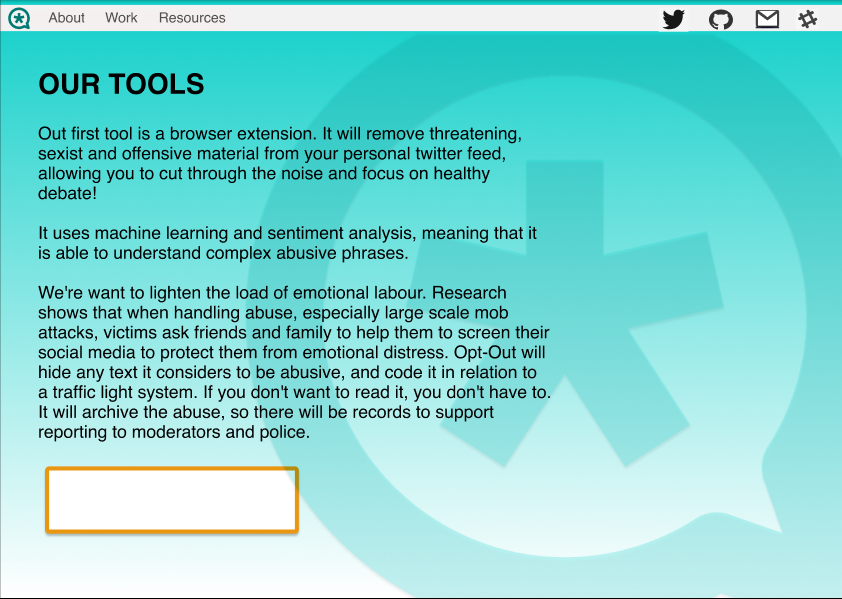 About Work Resources
OUR TOOLS
Out first tool is a browser extension. It will remove threatening,
sexist and offensive material from your personal twitter feed,
allowing you to cut through the noise and focus on healthy
debate!
It uses machine learning and sentiment analysis, meaning that it
is able to understand complex abusive phrases.
We're want to lighten the load of emotional labour. Research
shows that when handling abuse, especially large scale mob
attacks, victims ask friends and family to help them to screen their
social media to protect them from emotional distress. Opt-Out will
hide any text it considers to be abusive, and code it in relation to
a traffic light system. If you don't want to read it, you don't have to.
It will archive the abuse, so there will be records to support
reporting to moderators and police.